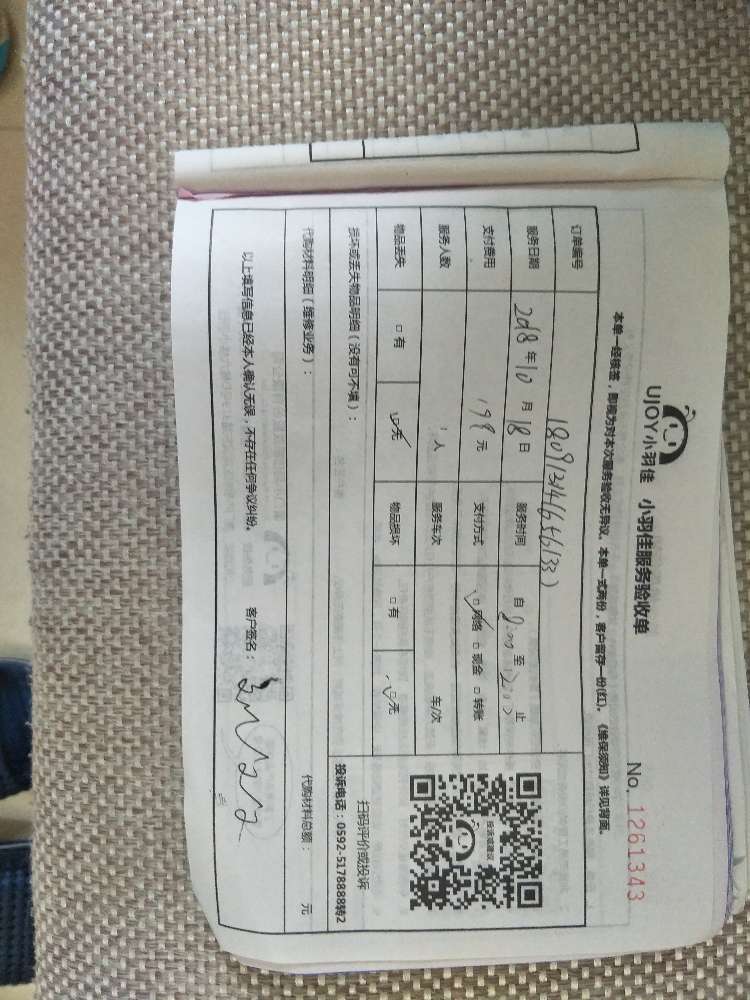 UJOY小羽佳 小羽佳服务验收单
No. 1261343
本单一经核签，即视为对本次服务验收无异议，本单一式两份，客户留存一份(红)。《维保须知》详见背面。
订单编号
服务日期 2018 年 10 月 18 日 服务时间 自 至 止
支付费用 198 元 支付方式 □网络 □现金 □转账
服务人数 1 人 服务车次 车/次
物品丢失 □有 □无 物品损坏 □有 □无
损坏或丢失物品明细（没有可不填）：
扫码评价或投诉
投诉电话：0592-5178888转2
代购材料明细（维修业务）：
代购材料总额： 元
以上填写信息已经本人确认无误，不存在任何争议纠纷。 客户签名：